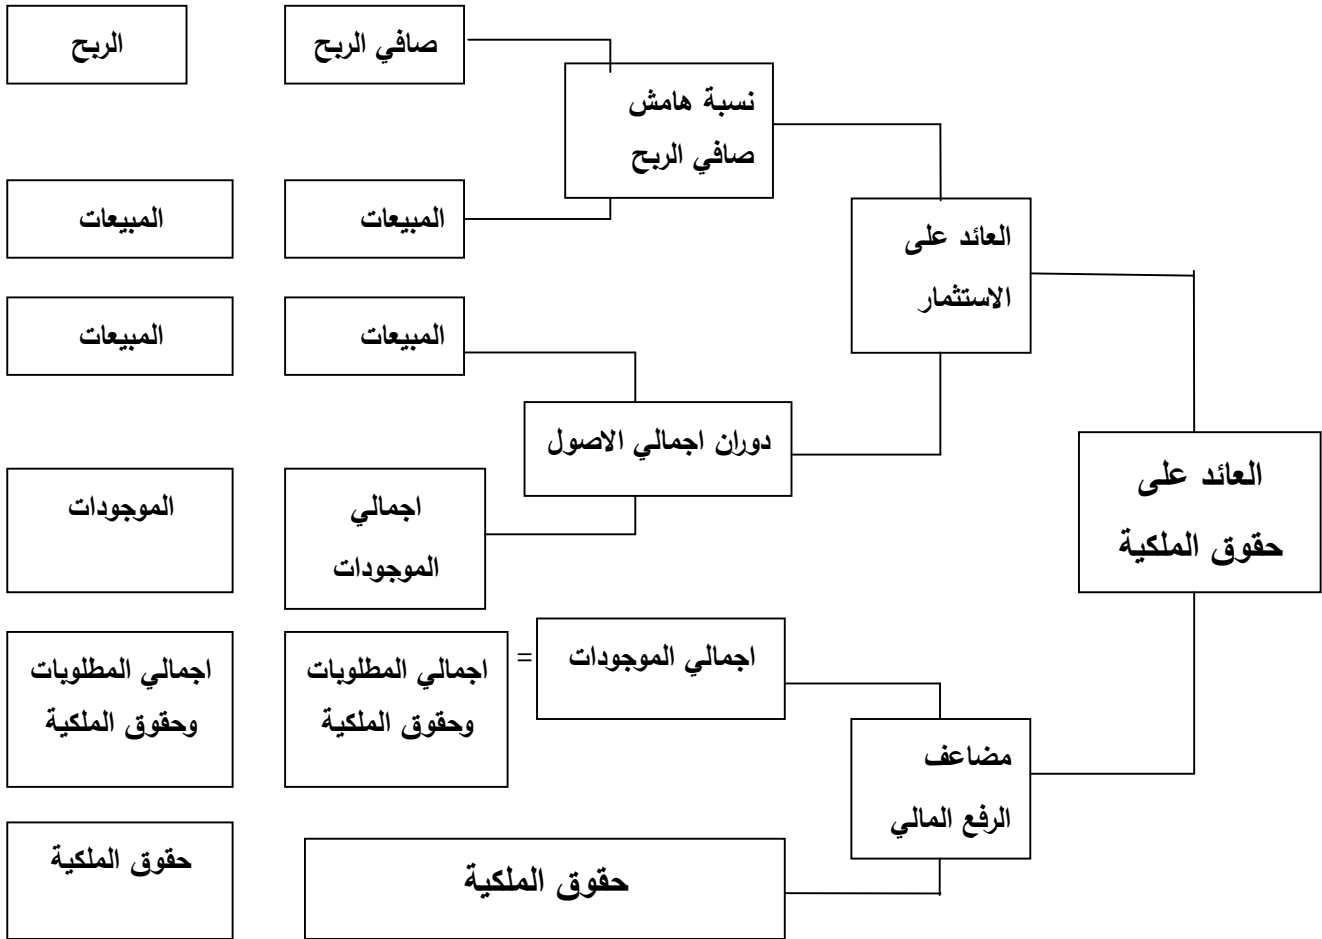 صافي الربح
الربح
نسبة هامش
صافي الربح
المبيعات
المبيعات
العائد على
الاستثمار
المبيعات
المبيعات
دوران اجمالي الاصول
العائد على
حقوق الملكية
اجمالي
الموجودات
الموجودات
اجمالي الموجودات
=
اجمالي المطلوبات
وحقوق الملكية
اجمالي المطلوبات
وحقوق الملكية
مضاعف
الرفع المالي
حقوق الملكية
حقوق الملكية